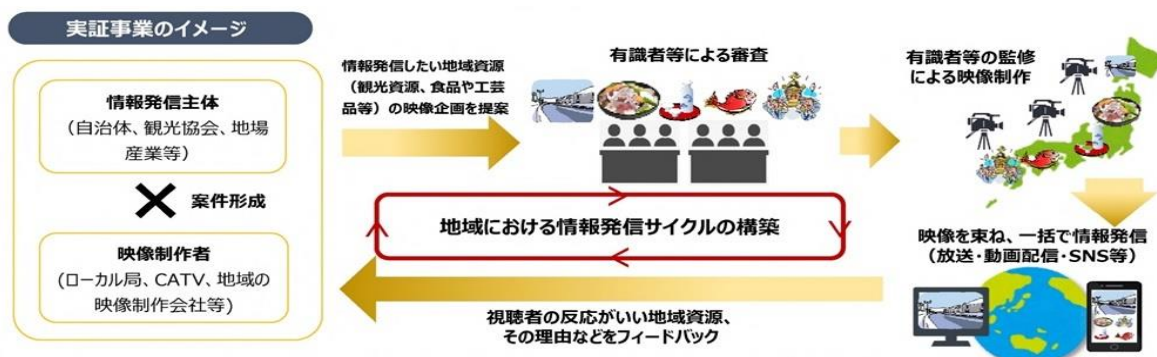 実証事業のイメージ
情報発信主体
(自治体、観光協会、地場
産業等)
案件形成
映像制作者
(ローカル局、CATV、地域の
映像制作会社等)
情報発信したい地域資源
(観光資源、食品や工芸
品等)の映像企画を提案
有識者等による審査
有識者等の監修
による映像制作
地域における情報発信サイクルの構築
映像を束ね、一括で情報発信
(放送・動画配信・SNS等)
視聴者の反応がいい地域資源、
その理由などをフィードバック